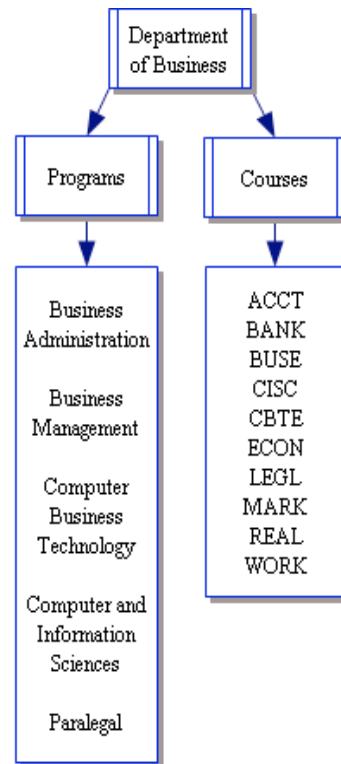 Department
of Business
Programs
Courses
Business
Administration
Business
Management
Computer
Business
Technology
Computer and
Information
Sciences
Paralegal
ACCT
BANK
BUSE
CISC
CBTE
ECON
LEGL
MARK
REAL
WORK